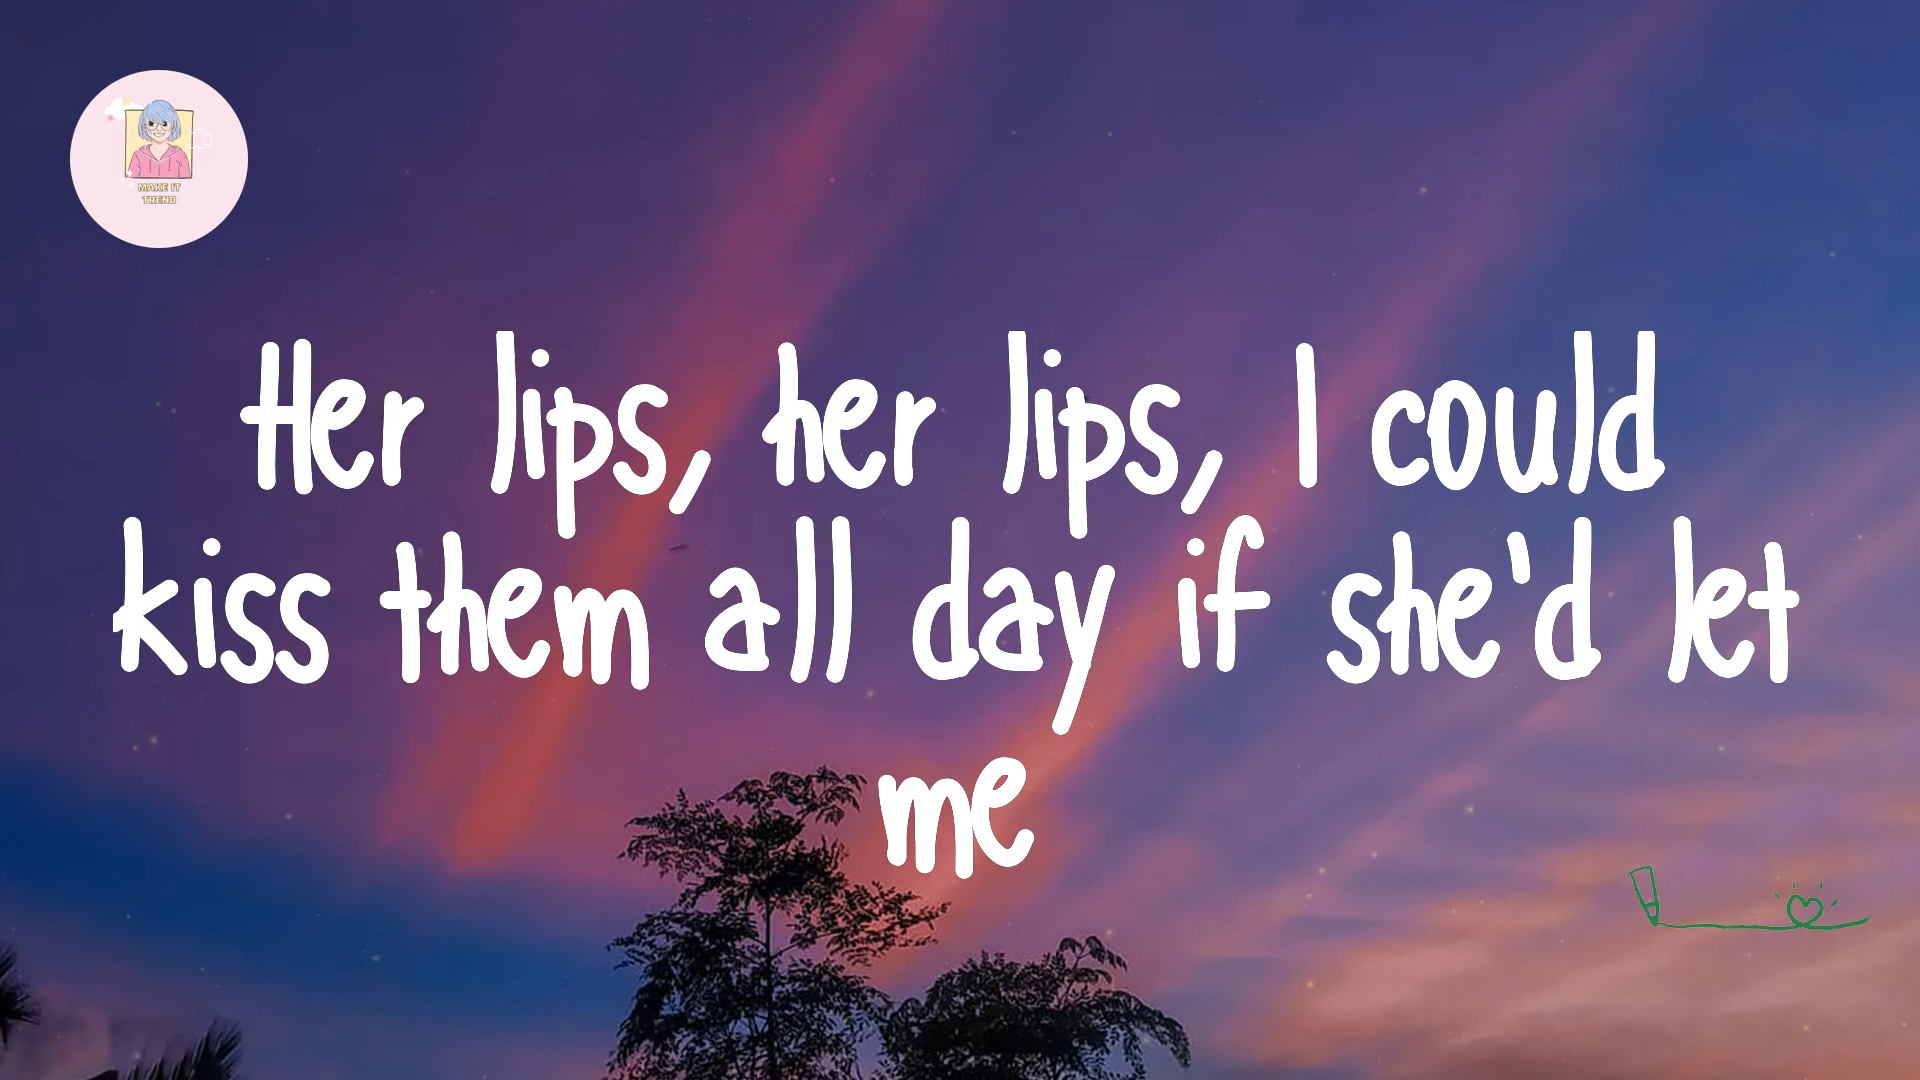 MAKE IT
TREND
Her lips, her lips, I could
kiss them all day if she'd let
me